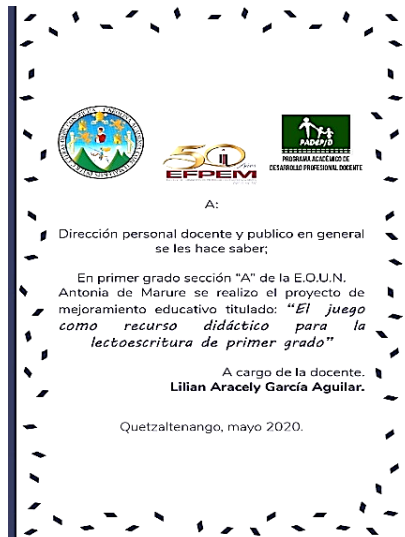 50 años
EFPEM
PADEP/D
PROGRAMA ACADÉMICO DE
DESARROLLO PROFESIONAL DOCENTE
A:
Dirección personal docente y publico en general
se les hace saber;
En primer grado sección “A” de la E.O.U.N.
Antonia de Marure se realizo el proyecto de
mejoramiento educativo titulado: “El juego
como recurso didáctico para la
lectoescritura de primer grado”
A cargo de la docente.
Lilian Aracely García Aguilar.
Quetzaltenango, mayo 2020.